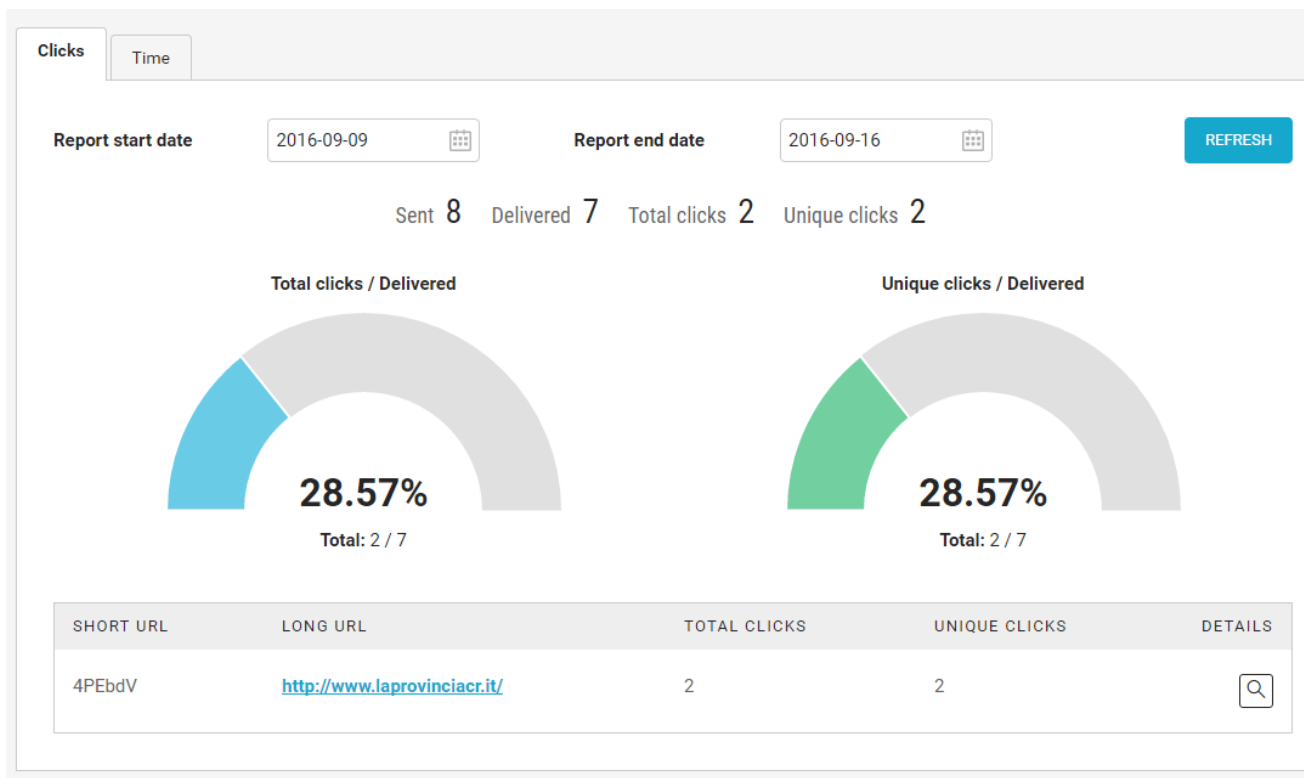 Clicks Time
Report start date 2016-09-09 Report end date 2016-09-16 REFRESH
Sent 8 Delivered 7 Total clicks 2 Unique clicks 2
Total clicks / Delivered Unique clicks / Delivered
28.57% 28.57%
Total: 2 / 7 Total: 2 / 7
SHORT URL LONG URL TOTAL CLICKS UNIQUE CLICKS DETAILS
4PEbdV http://www.laprovinciacr.it/ 2 2